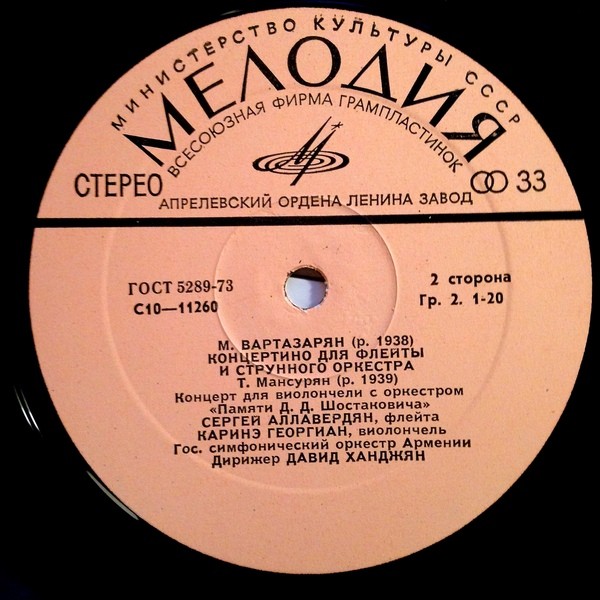 МИНИСТЕРСТВО КУЛЬТУРЫ СССР
МЕЛОДИЯ
ВСЕСОЮЗНАЯ ФИРМА ГРАМПЛАСТИНОК
СТЕРЕО
33
АПРЕЛЕВСКИЙ ОРДЕНА ЛЕНИНА ЗАВОД
ГОСТ 5289-73
С10—11260
2 сторона
Гр. 2. 1-20
М. ВАРТАЗАРЯН (р. 1938)
КОНЦЕРТИНО ДЛЯ ФЛЕЙТЫ
И СТРУННОГО ОРКЕСТРА
Т. Мансурян (р. 1939)
Концерт для виолончели с оркестром
«Памяти Д. Д. Шостаковича»
СЕРГЕЙ АЛЛАВЕРДЯН, флейта
КАРИНЭ ГЕОРГИАН, виолончель
Гос. симфонический оркестр Армении
Дирижер ДАВИД ХАНДЖЯН